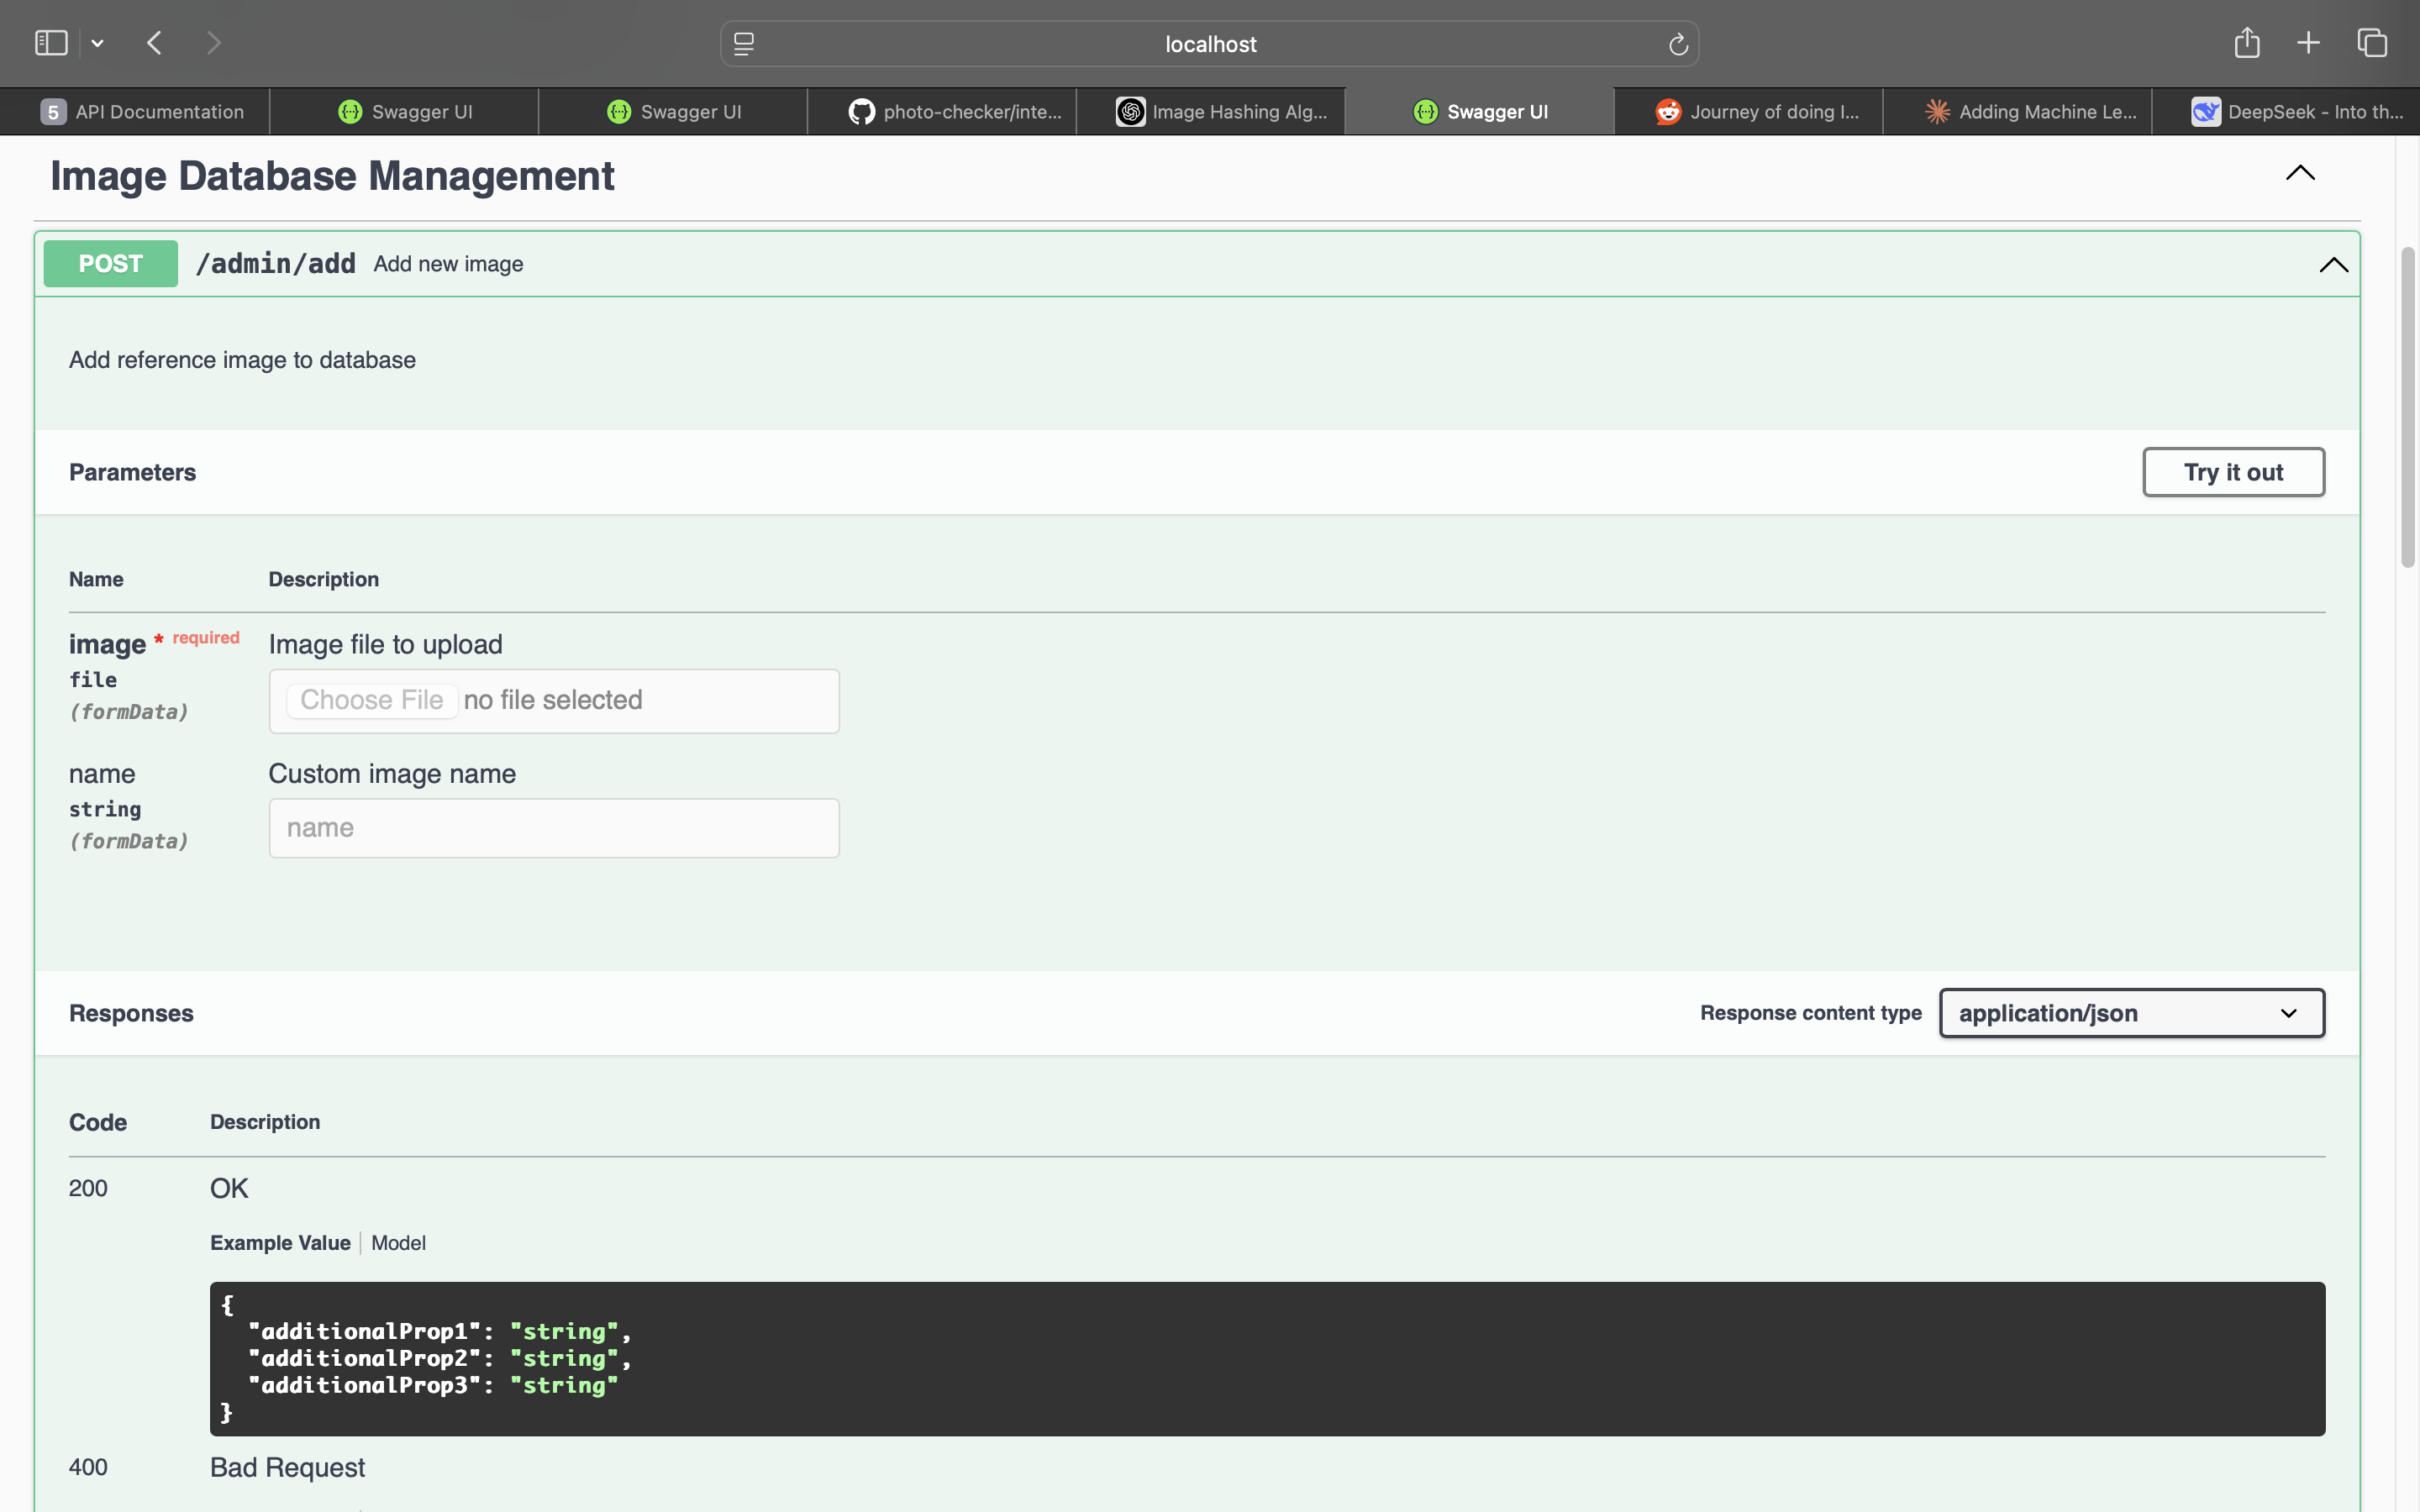 localhost
5 API Documentation
Swagger UI
Swagger UI
photo-checker/inte...
Image Hashing Alg...
Swagger UI
Journey of doing I...
Adding Machine Le...
DeepSeek - Into th...
Image Database Management
POST /admin/add Add new image
Add reference image to database
Parameters
Try it out
Name Description
image * required Image file to upload
file
(formData)
Choose File no file selected
name Custom image name
string
(formData)
name
Responses
Response content type application/json
Code Description
200 OK
Example Value Model
{
"additionalProp1": "string",
"additionalProp2": "string",
"additionalProp3": "string"
}
400 Bad Request